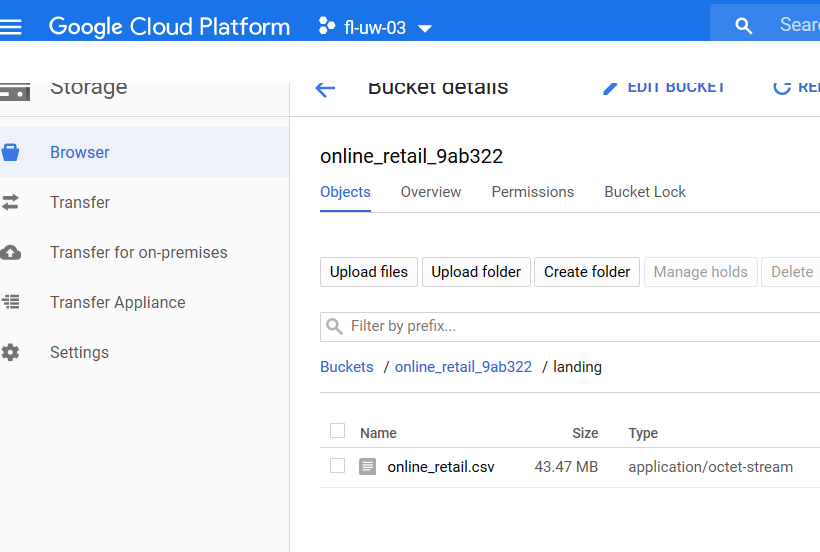 Google Cloud Platform fl-uw-03
Storage
Bucket details EDIT BUCKET
Browser
Transfer
Transfer for on-premises
Transfer Appliance
Settings
online_retail_9ab322
Objects Overview Permissions Bucket Lock
Upload files Upload folder Create folder Manage holds Delete
Filter by prefix...
Buckets / online_retail_9ab322 / landing
Name Size Type
online_retail.csv 43.47 MB application/octet-stream